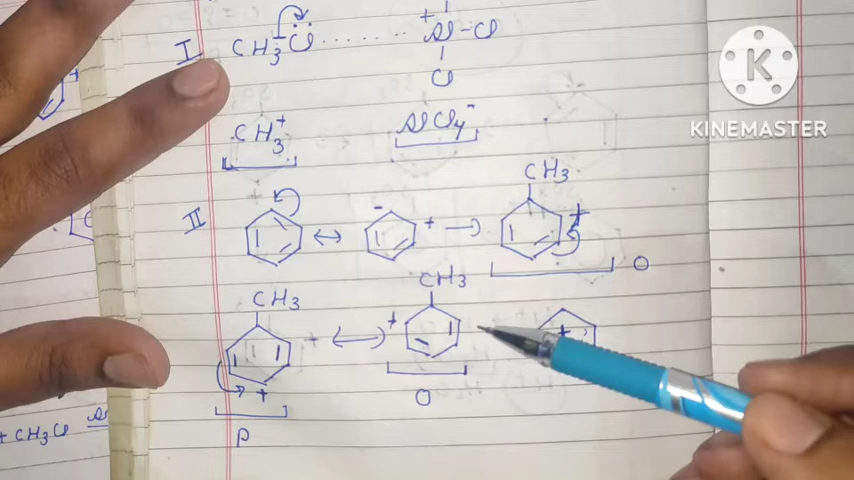 I CH3 - Cl ........ + Al - Cl
Cl
CH3+ AlCl4-
CH3
II ↔ - + → +
O
CH3 CH3
+ ↔ + +
+
O
P
+ CH3Cl
K
KINEMASTER